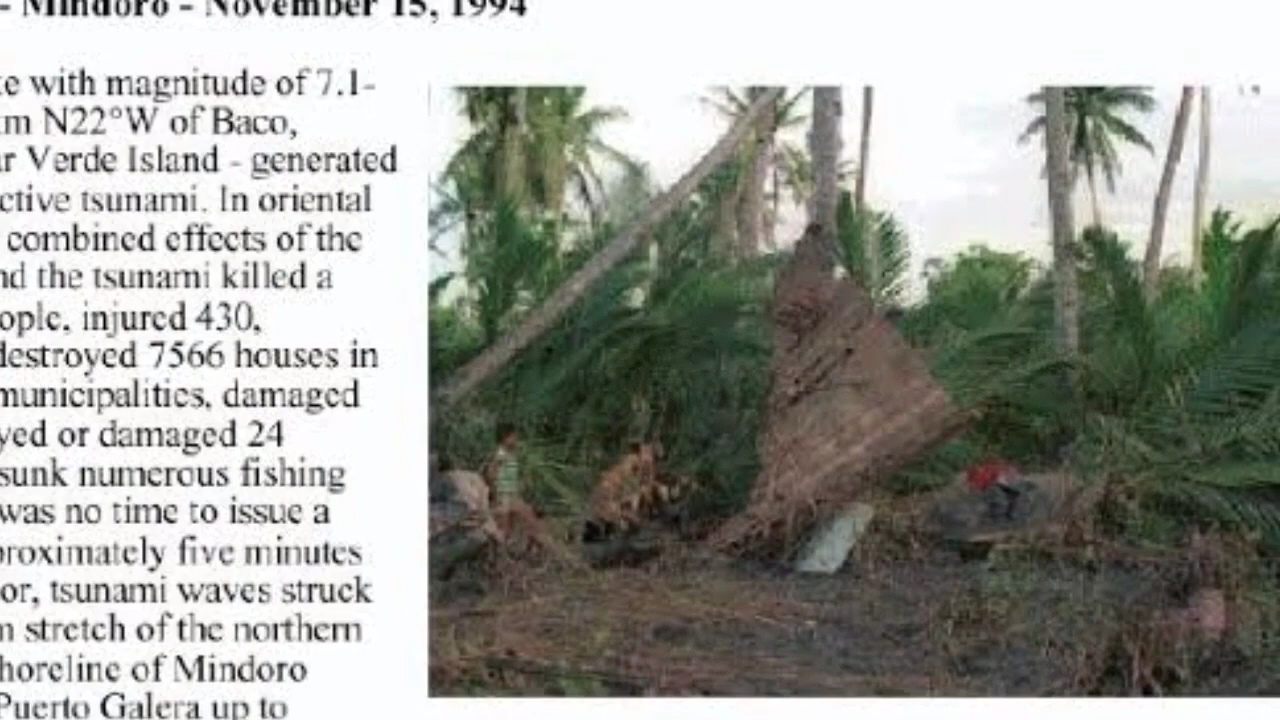 - Mindoro - November 15, 1994
ke with magnitude of 7.1-
km N22°W of Baco,
ar Verde Island - generated
ctive tsunami. In oriental
combined effects of the
nd the tsunami killed a
ople, injured 430,
destroyed 7566 houses in
municipalities, damaged
yed or damaged 24
sunk numerous fishing
was no time to issue a
proximately five minutes
or, tsunami waves struck
n stretch of the northern
horeline of Mindoro
Puerto Galera up to